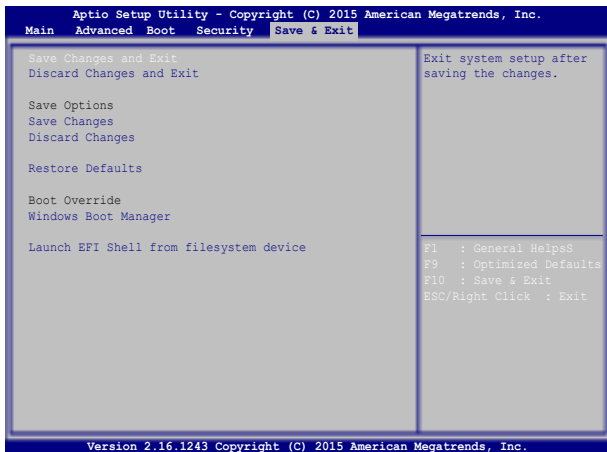 Aptio Setup Utility - Copyright (C) 2015 American Megatrends, Inc.
Main Advanced Boot Security Save & Exit
Save Changes and Exit
Discard Changes and Exit
Save Options
Save Changes
Discard Changes
Restore Defaults
Boot Override
Windows Boot Manager
Launch EFI Shell from filesystem device
Exit system setup after
saving the changes.
F1 : General HelpsS
F9 : Optimized Defaults
F10 : Save & Exit
ESC/Right Click : Exit
Version 2.16.1243 Copyright (C) 2015 American Megatrends, Inc.